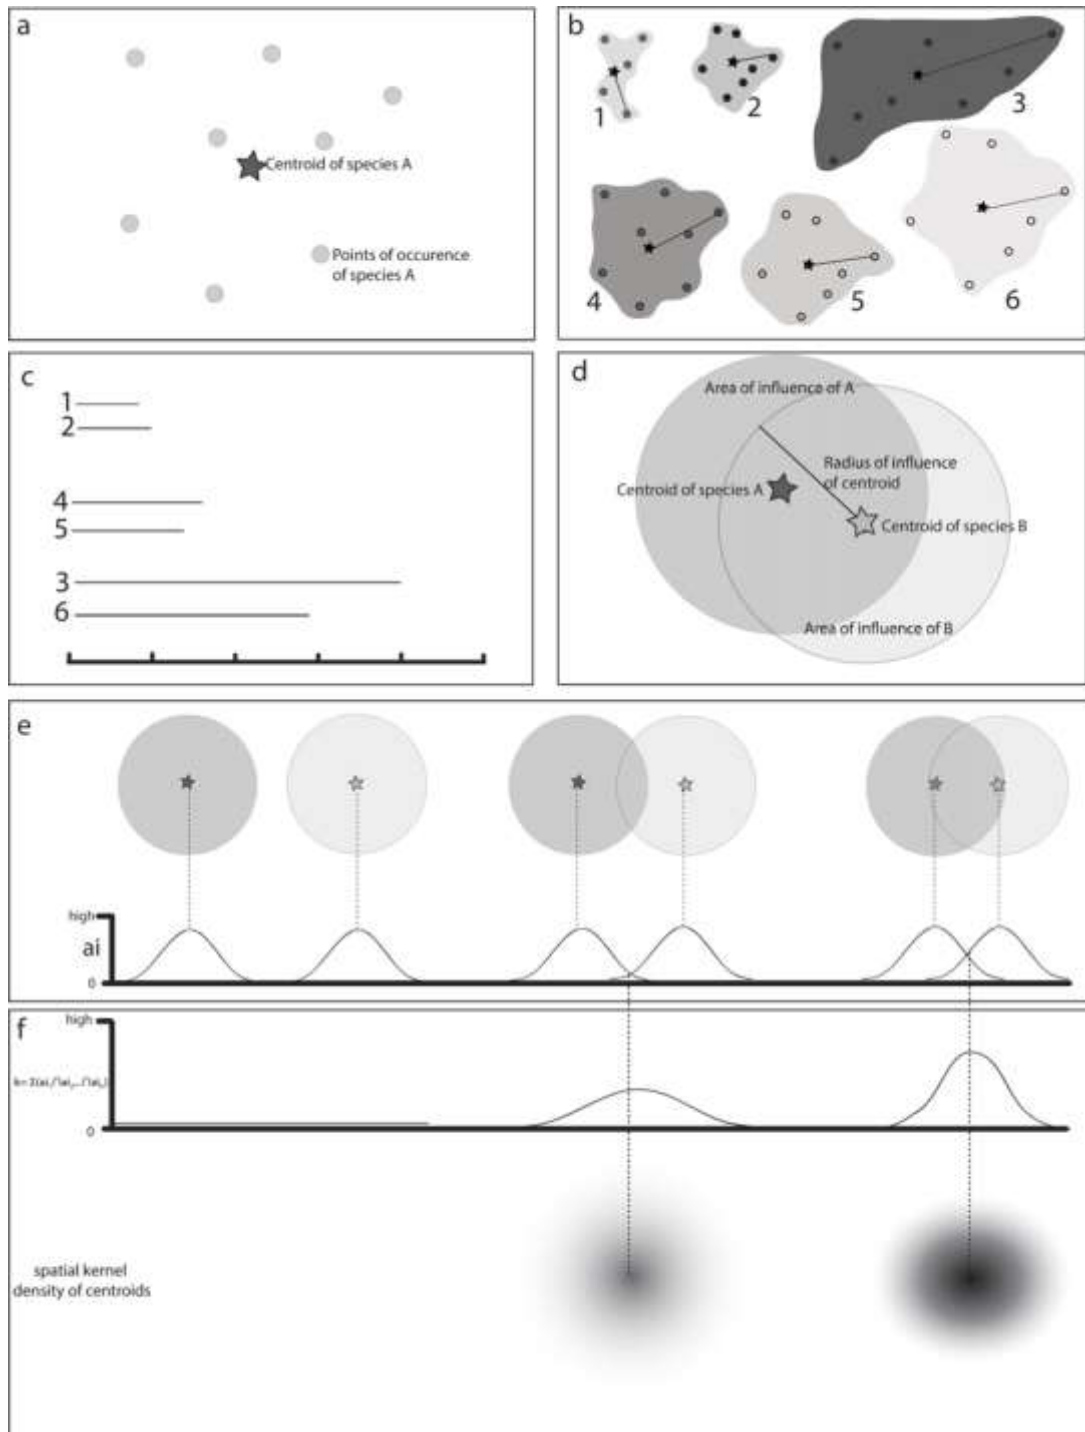 a
Centroid of species A
Points of occurence
of species A
b
1
2
3
4
5
6
c
1
2
4
5
3
6
d
Area of influence of A
Radius of influence
of centroid
Centroid of species A
Centroid of species B
Area of influence of B
e
high
ai
0
f
high
0
spatial kernel
density of centroids